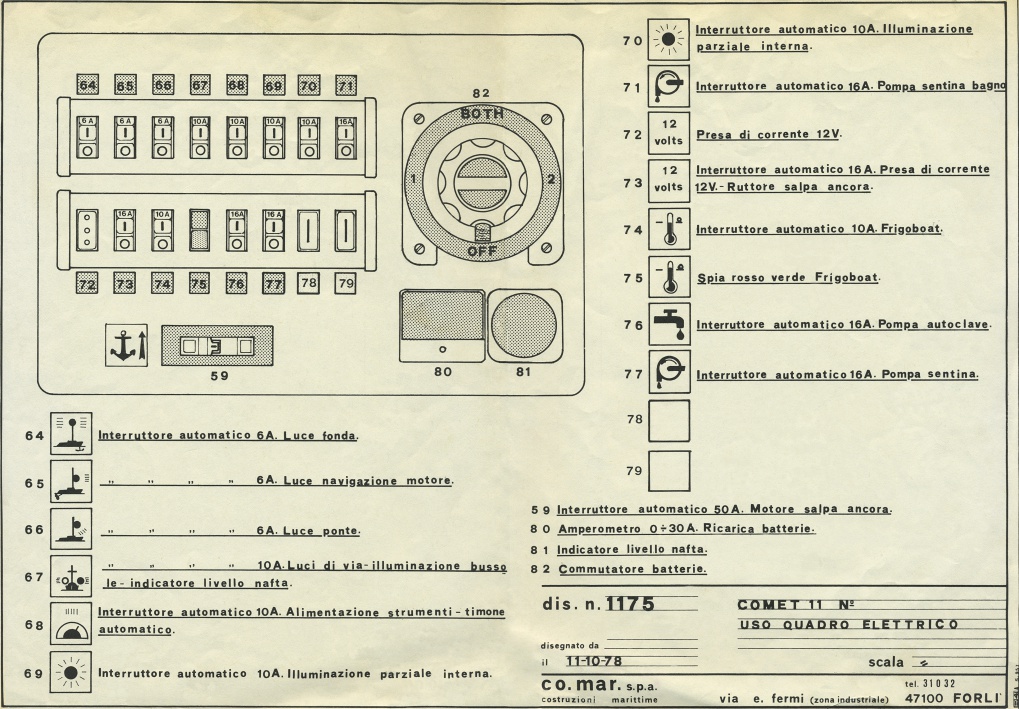 64 65 66 67 68 69 70 71
6A 6A 6A 10A 10A 10A 10A 16A
16A 10A 16A 16A
72 73 74 75 76 77 78 79
59
82
BOTH
1 2
OFF
80 81
64 Interruttore automatico 6A. Luce fonda.
65 " " " " 6A. Luce navigazione motore.
66 " " " " 6A. Luce ponte.
67 " " " " 10A. Luci di via-illuminazione busso
le-indicatore livello nafta.
68 Interruttore automatico 10A. Alimentazione strumenti-timone
automatico.
69 Interruttore automatico 10A. Illuminazione parziale interna.
70 Interruttore automatico 10A. Illuminazione
parziale interna.
71 Interruttore automatico 16A. Pompa sentina bagno
72 12 volts Presa di corrente 12V.
73 12 volts Interruttore automatico 16A. Presa di corrente
12V.-Ruttore salpa ancora.
74 Interruttore automatico 10A. Frigoboat.
75 Spia rosso verde Frigoboat.
76 Interruttore automatico 16A. Pompa autoclave.
77 Interruttore automatico 16A. Pompa sentina.
78
79
59 Interruttore automatico 50A. Motore salpa ancora.
80 Amperometro 0÷30A. Ricarica batterie.
81 Indicatore livello nafta.
82 Commutatore batterie.
dis. n. 1175
COMET 11 Nº
USO QUADRO ELETTRICO
disegnato da
il 11-10-78
scala
co.mar. s.p.a.
costruzioni marittime
via e. fermi (zona industriale)
tel. 31032
47100 FORLI'